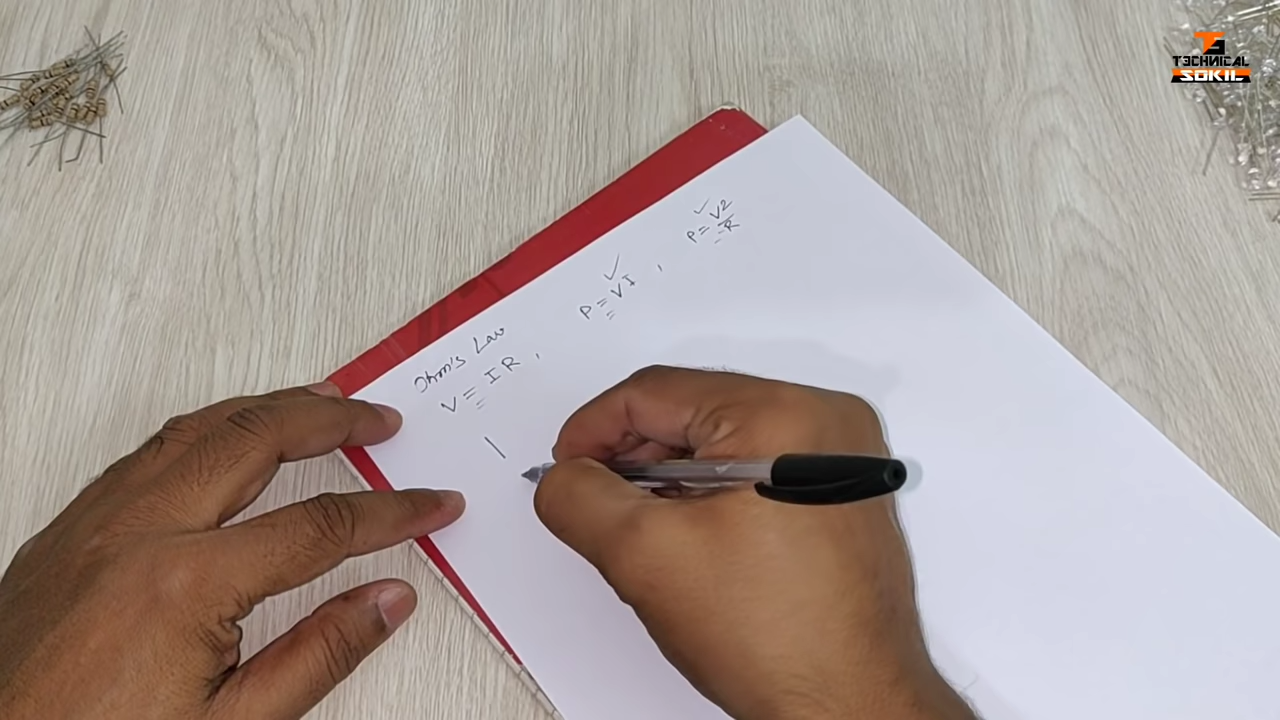 TECHNICAL
SOKIL
Ohm's Law
V = IR, P = VI, P = V2/R